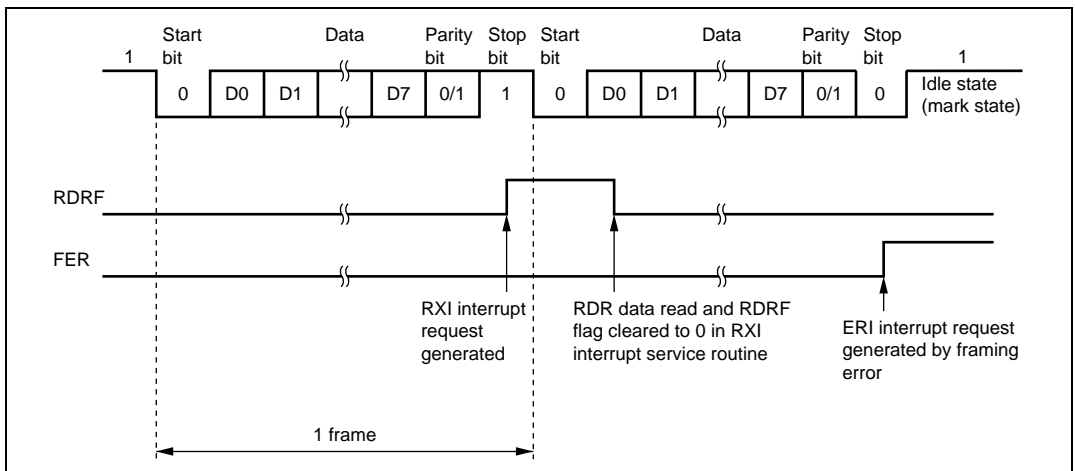 Start bit Data Parity bit Stop bit Start bit Data Parity bit Stop bit
1 1
0 D0 D1 D7 0/1 1 0 D0 D1 D7 0/1 0
Idle state
(mark state)
RDRF
FER
RXI interrupt
request
generated
RDR data read and RDRF
flag cleared to 0 in RXI
interrupt service routine
ERI interrupt request
generated by framing
error
1 frame